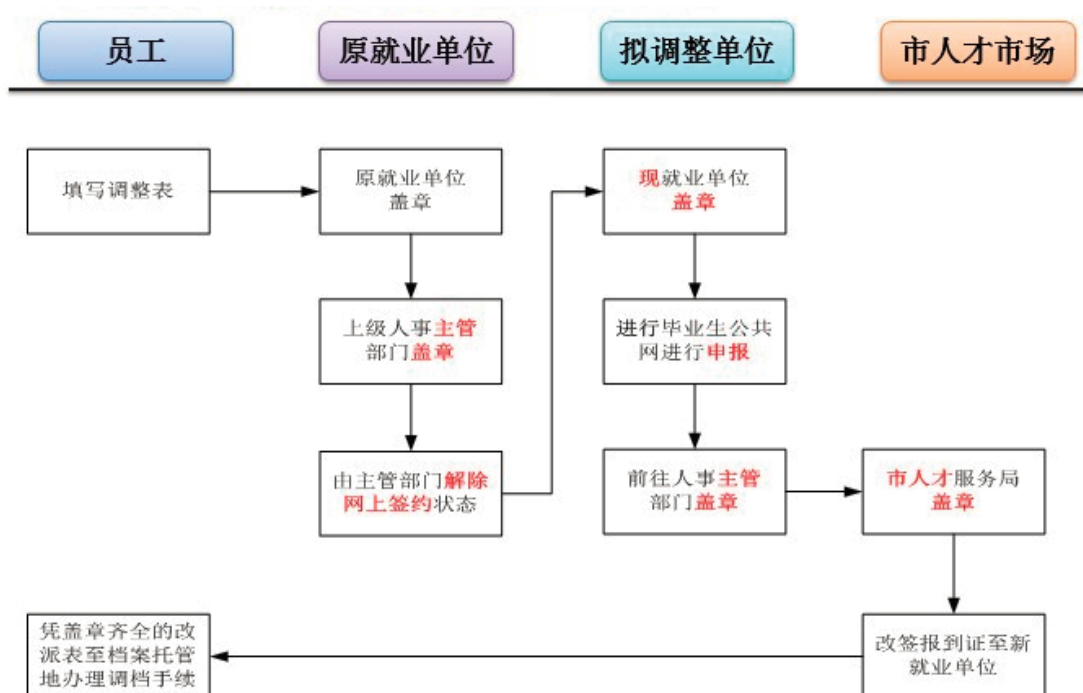 员工
原就业单位
拟调整单位
市人才市场
填写调整表
原就业单位
盖章
现就业单位
盖章
上级人事主管
部门盖章
进行毕业生公共
网进行申报
由主管部门解除
网上签约状态
前往人事主管
部门盖章
市人才服务局
盖章
凭盖章齐全的改
派表至档案托管
地办理调档手续
改签报到证至新
就业单位